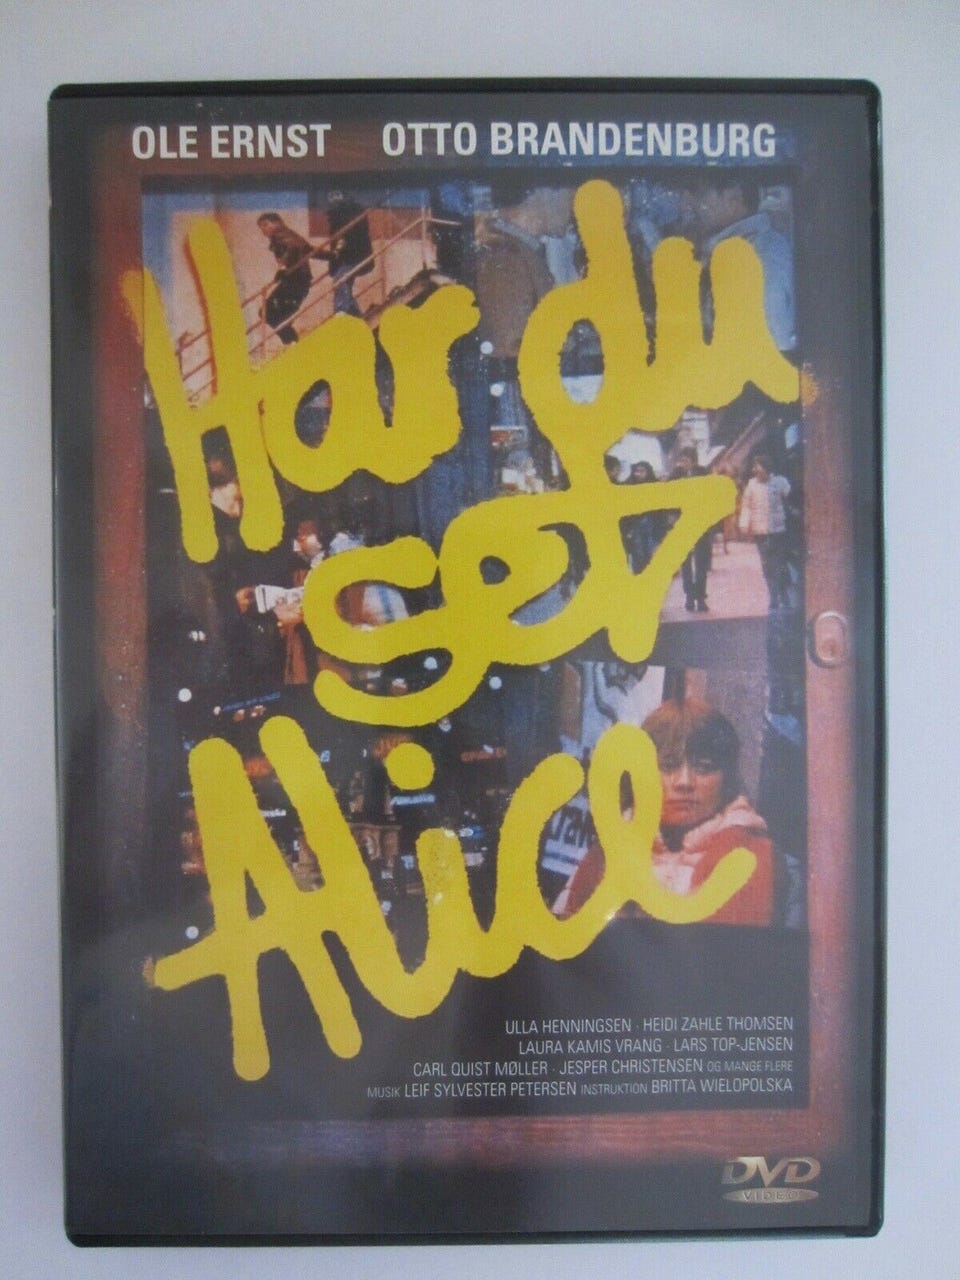 OLE ERNST OTTO BRANDENBURG
Har du
set
Alice
ULLA HENNINGSEN · HEIDI ZAHLE THOMSEN
LAURA KAMIS VRANG · LARS TOP-JENSEN
CARL QUIST MØLLER · JESPER CHRISTENSEN OG MANGE FLERE
MUSIK LEIF SYLVESTER PETERSEN INSTRUKTION BRITTA WIELOPOLSKA
DVD
VIDEO